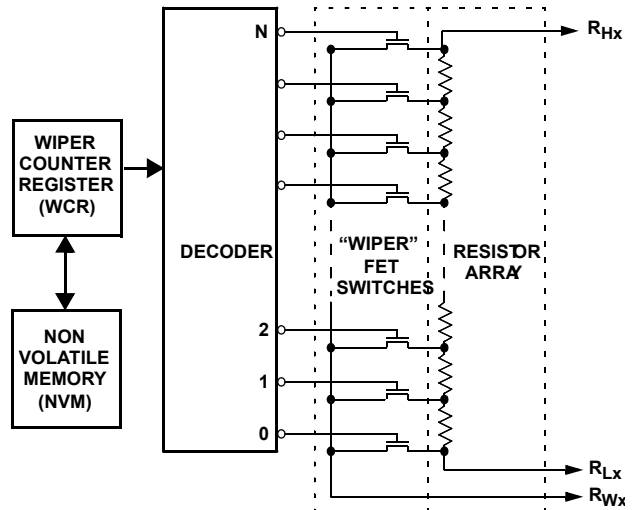 N
R_Hx
WIPER
COUNTER
REGISTER
(WCR)
DECODER
“WIPER”
FET
SWITCHES
RESISTOR
ARRAY
NON
VOLATILE
MEMORY
(NVM)
2
1
0
R_Lx
R_Wx